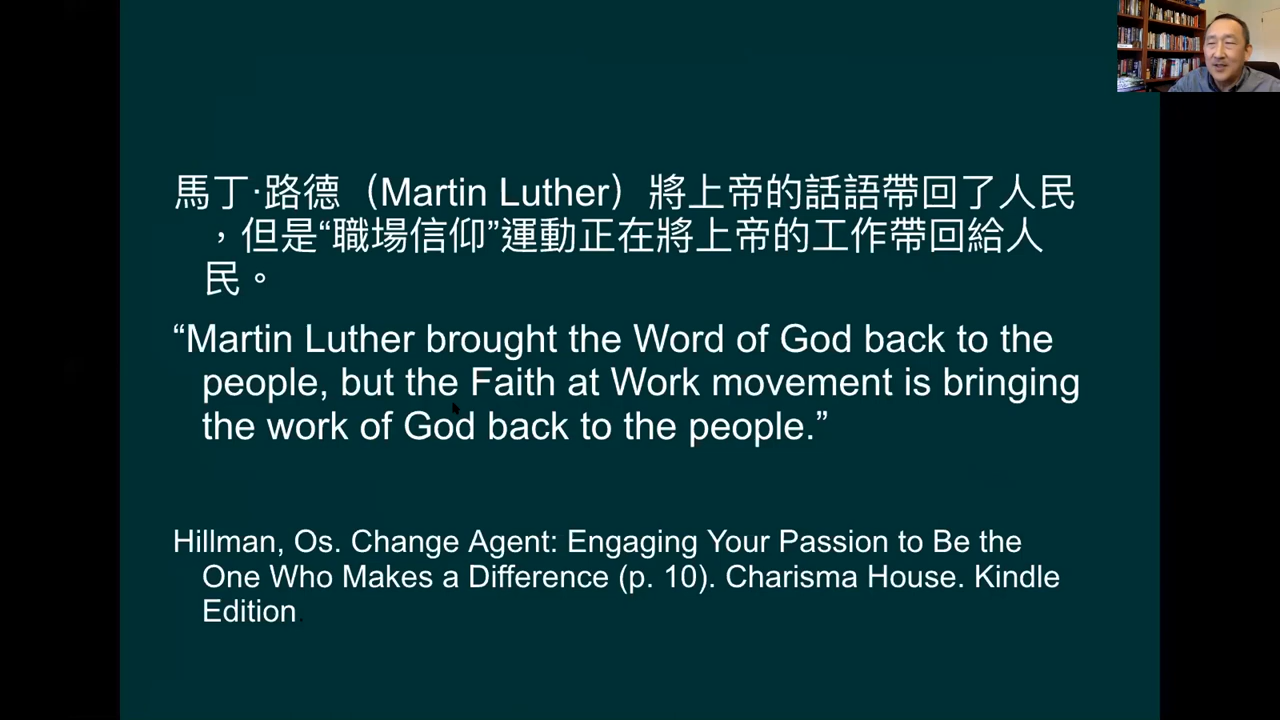 馬丁·路德（Martin Luther）將上帝的話語帶回了人民
，但是“職場信仰”運動正在將上帝的工作帶回給人
民。
“Martin Luther brought the Word of God back to the
people, but the Faith at Work movement is bringing
the work of God back to the people.”
Hillman, Os. Change Agent: Engaging Your Passion to Be the
One Who Makes a Difference (p. 10). Charisma House. Kindle
Edition.